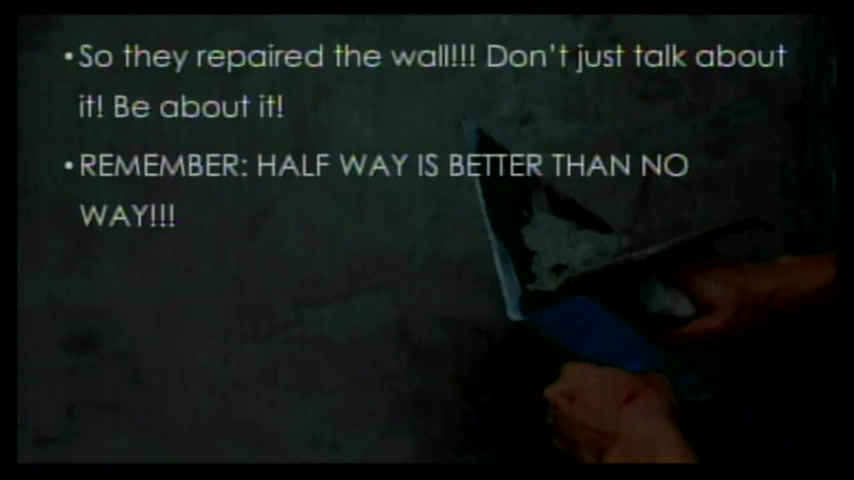 • So they repaired the wall!!! Don't just talk about
it! Be about it!
• REMEMBER: HALF WAY IS BETTER THAN NO
WAY!!!